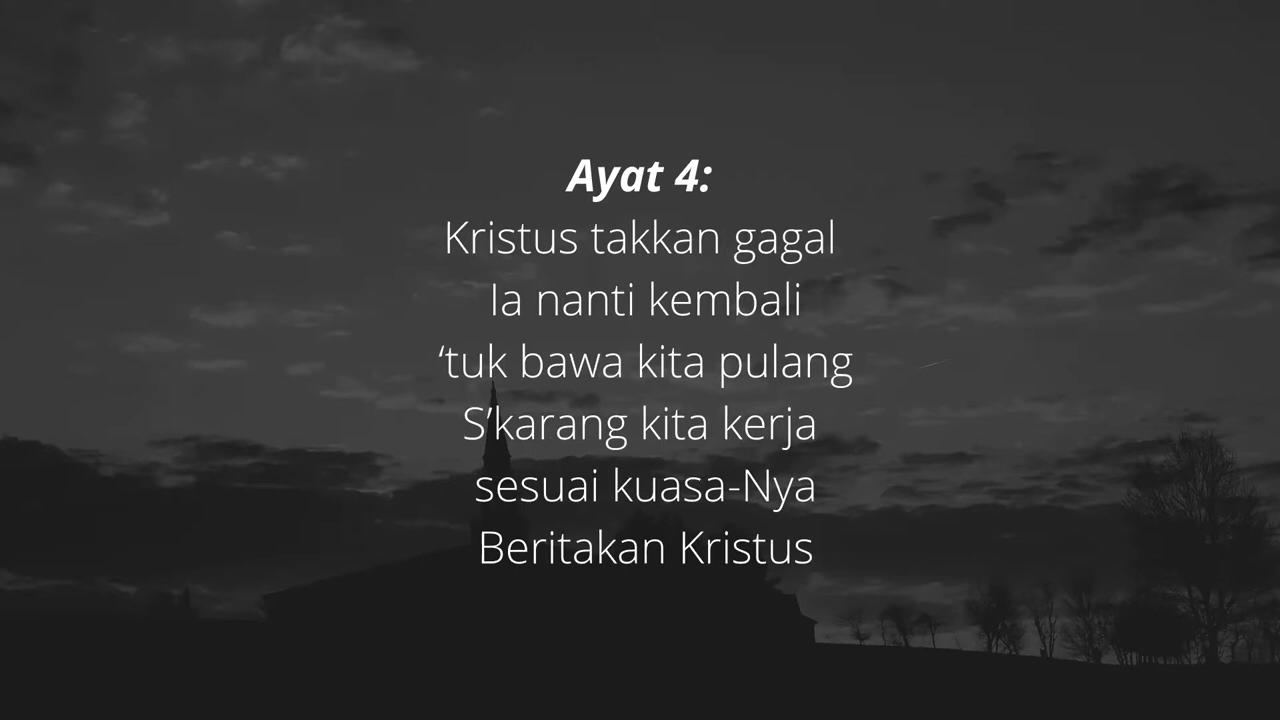 Ayat 4:
Kristus takkan gagal
Ia nanti kembali
‘tuk bawa kita pulang
S’karang kita kerja
sesuai kuasa-Nya
Beritakan Kristus